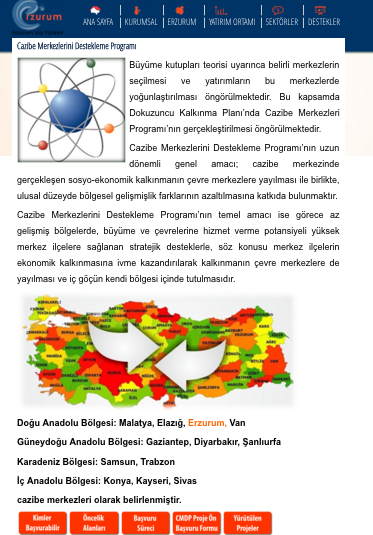 Erzurum
ANA SAYFA
KURUMSAL
ERZURUM
YATIRIM ORTAMI
SEKTÖRLER
DESTEKLER
Cazibe Merkezlerini Destekleme Programı
Büyüme kutupları teorisi uyarınca belirli merkezlerin
seçilmesi ve yatırımların bu merkezlerde
yoğunlaştırılması öngörülmektedir. Bu kapsamda
Dokuzuncu Kalkınma Planı'nda Cazibe Merkezleri
Programı'nın gerçekleştirilmesi öngörülmektedir.
Cazibe Merkezlerini Destekleme Programı'nın uzun
dönemli genel amacı; cazibe merkezinde
gerçekleşen sosyo-ekonomik kalkınmanın çevre merkezlere yayılması ile birlikte,
ulusal düzeyde bölgesel gelişmişlik farklarının azaltılmasına katkıda bulunmaktır.
Cazibe Merkezlerini Destekleme Programı'nın temel amacı ise görece az
gelişmiş bölgelerde, büyüme ve çevrelerine hizmet verme potansiyeli yüksek
merkez ilçelere sağlanan stratejik desteklerle, söz konusu merkez ilçelerin
ekonomik kalkınmasına ivme kazandırılarak kalkınmanın çevre merkezlere de
yayılması ve iç göçün kendi bölgesi içinde tutulmasıdır.
Doğu Anadolu Bölgesi: Malatya, Elazığ, Erzurum, Van
Güneydoğu Anadolu Bölgesi: Gaziantep, Diyarbakır, Şanlıurfa
Karadeniz Bölgesi: Samsun, Trabzon
İç Anadolu Bölgesi: Konya, Kayseri, Sivas
cazibe merkezleri olarak belirlenmiştir.
Kimler
Başvurabilir
Öncelik
Alanları
Başvuru
Süreci
CMDP Proje Ön
Başvuru Formu
Yürütülen
Projeler